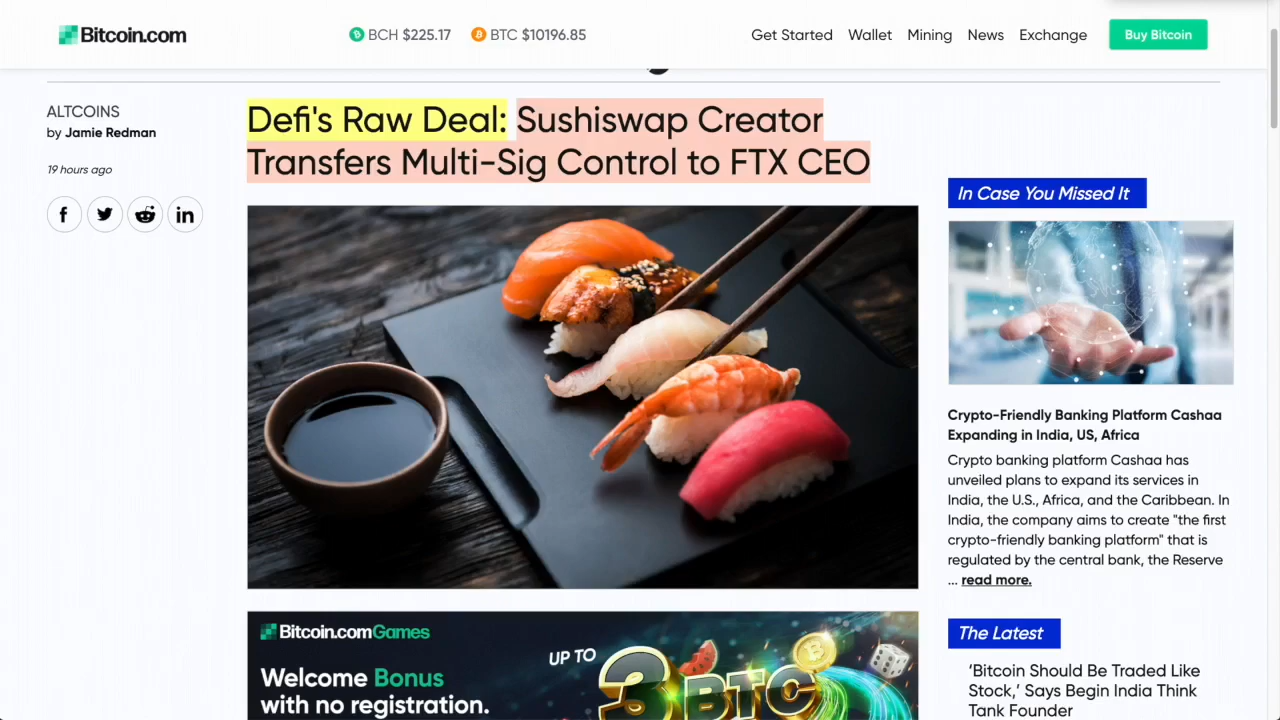 Bitcoin.com
BCH $225.17
BTC $10196.85
Get Started
Wallet
Mining
News
Exchange
Buy Bitcoin
ALTCOINS
by Jamie Redman
19 hours ago
Defi's Raw Deal: Sushiswap Creator
Transfers Multi-Sig Control to FTX CEO
Bitcoin.comGames
Welcome Bonus
with no registration.
UP TO
3 BTC
In Case You Missed It
Crypto-Friendly Banking Platform Cashaa
Expanding in India, US, Africa
Crypto banking platform Cashaa has
unveiled plans to expand its services in
India, the U.S., Africa, and the Caribbean. In
India, the company aims to create "the first
crypto-friendly banking platform" that is
regulated by the central bank, the Reserve
... read more.
The Latest
‘Bitcoin Should Be Traded Like
Stock,’ Says Begin India Think
Tank Founder